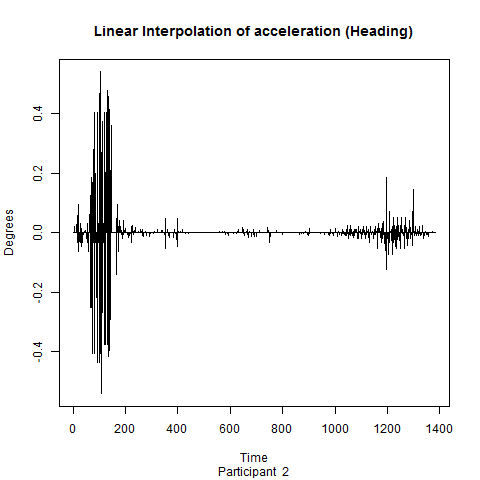 Linear Interpolation of acceleration (Heading)
0.4
0.2
0.0
-0.2
-0.4
Degrees
0 200 400 600 800 1000 1200 1400
Time
Participant 2